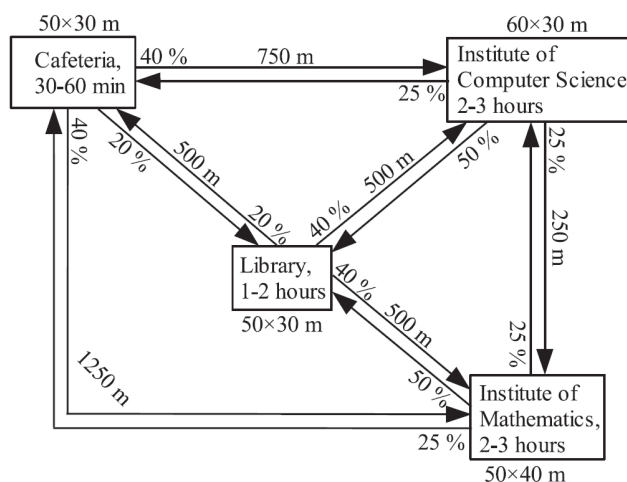 50×30 m
Cafeteria,
30-60 min
40 %
750 m
25 %
60×30 m
Institute of
Computer Science
2-3 hours
40 %
20 %
500 m
20 %
40 %
500 m
50 %
25 %
250 m
25 %
Library,
1-2 hours
50×30 m
40 %
500 m
50 %
1250 m
25 %
Institute of
Mathematics,
2-3 hours
50×40 m